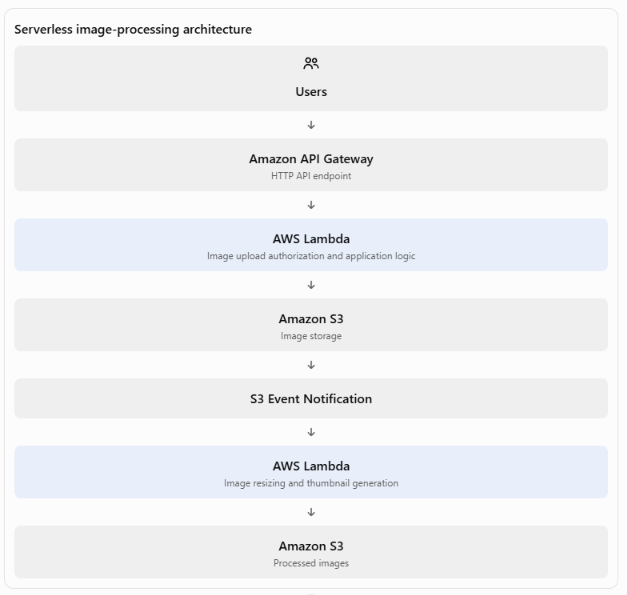 Serverless image-processing architecture
Users
Amazon API Gateway
HTTP API endpoint
AWS Lambda
Image upload authorization and application logic
Amazon S3
Image storage
S3 Event Notification
AWS Lambda
Image resizing and thumbnail generation
Amazon S3
Processed images